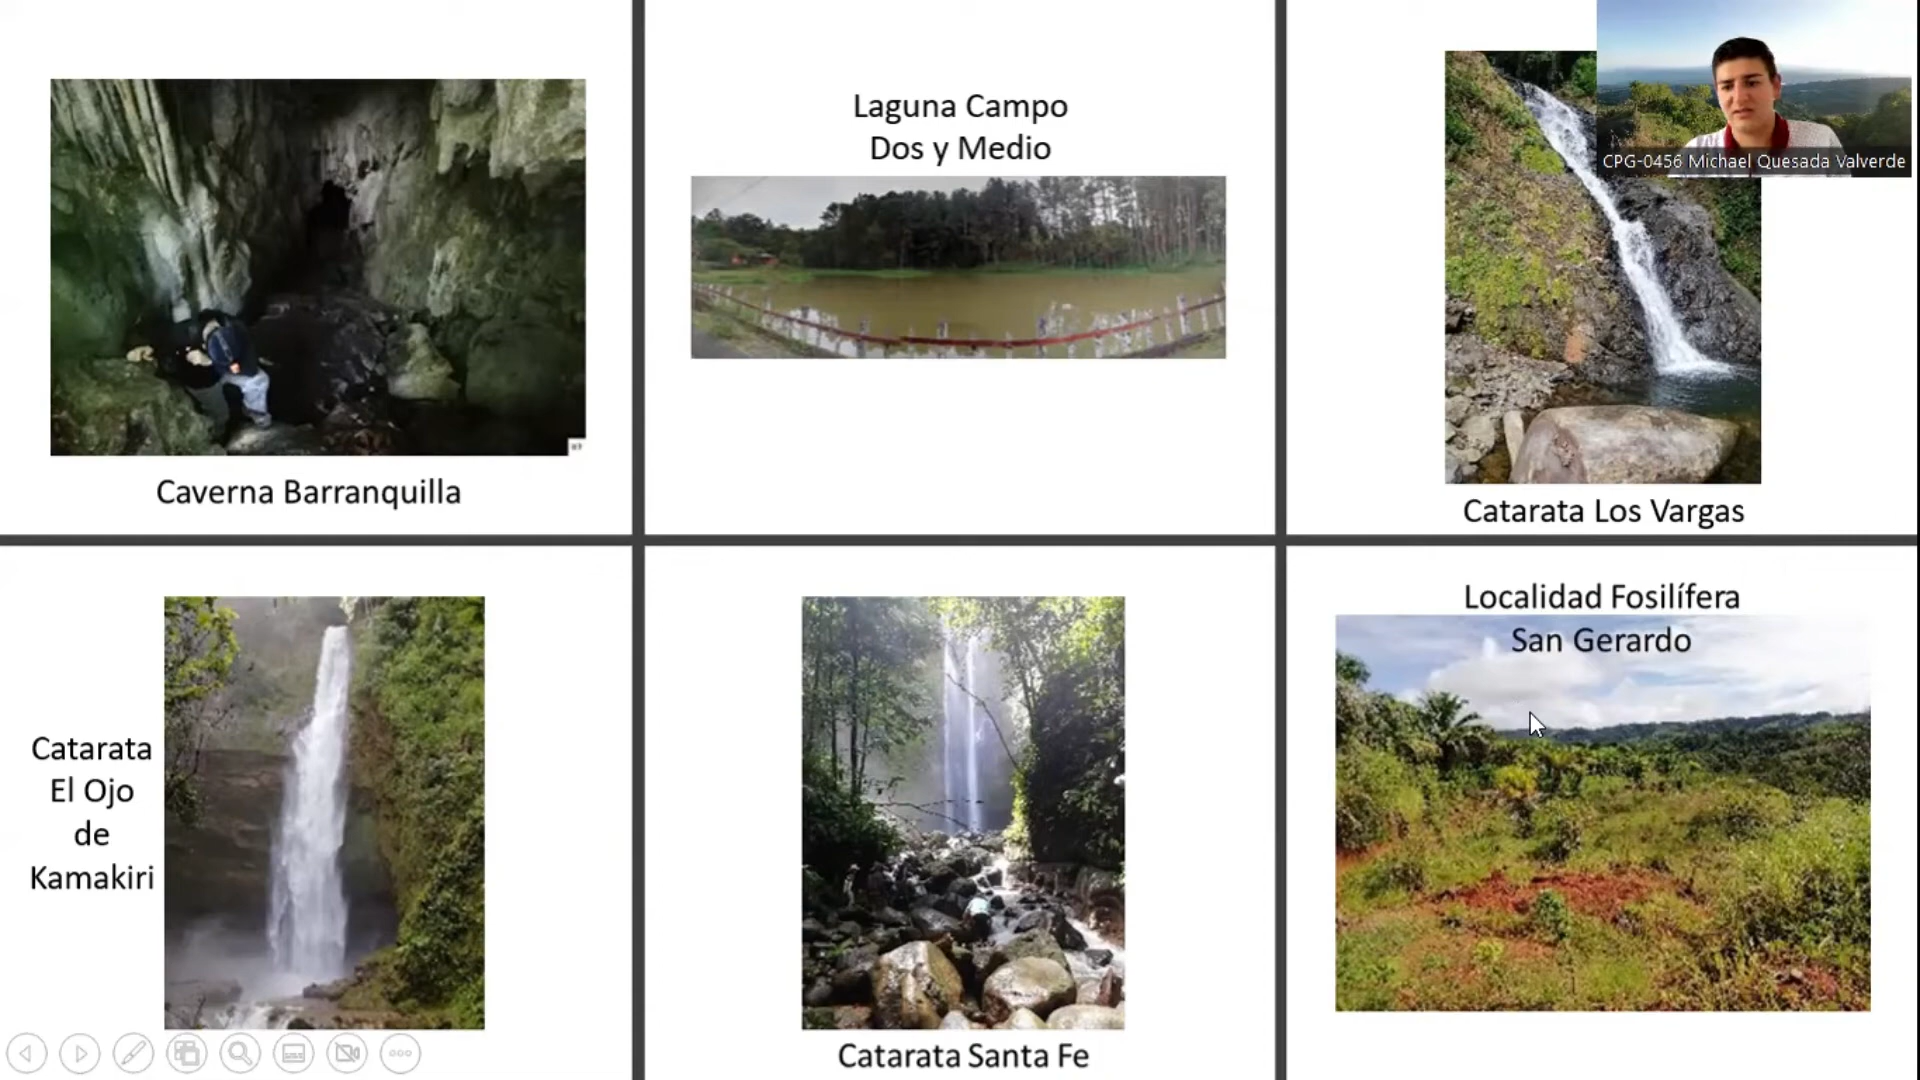 Caverna Barranquilla
Laguna Campo
Dos y Medio
CPG-0456 Michael Quesada Valverde
Catarata Los Vargas
Catarata
El Ojo
de
Kamakiri
Catarata Santa Fe
Localidad Fosilífera
San Gerardo